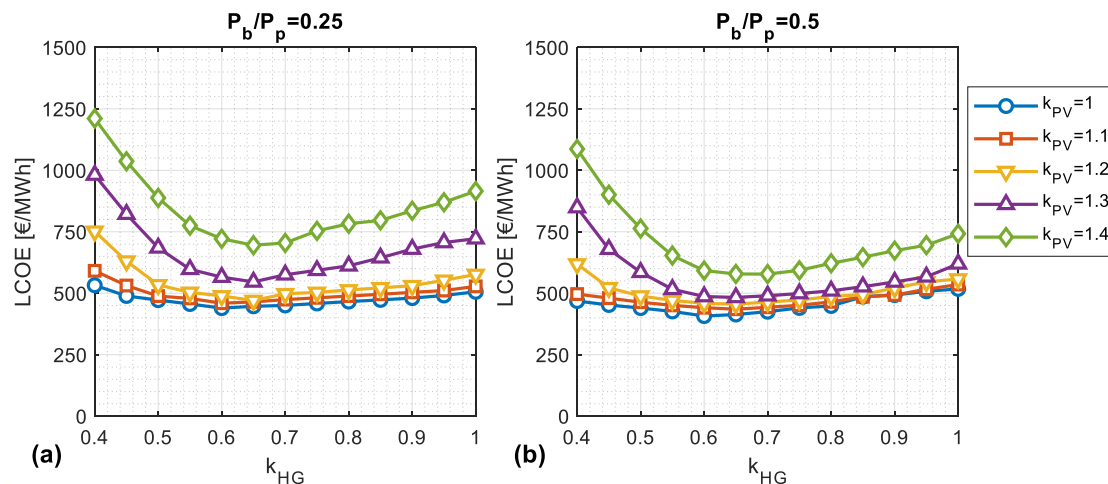 P_b/P_p=0.25
P_b/P_p=0.5
1500
1250
1000
750
500
250
0
LCOE [€/MWh]
0.4 0.5 0.6 0.7 0.8 0.9 1
k_HG
(a)
1500
1250
1000
750
500
250
0
LCOE [€/MWh]
0.4 0.5 0.6 0.7 0.8 0.9 1
k_HG
(b)
k_PV=1
k_PV=1.1
k_PV=1.2
k_PV=1.3
k_PV=1.4